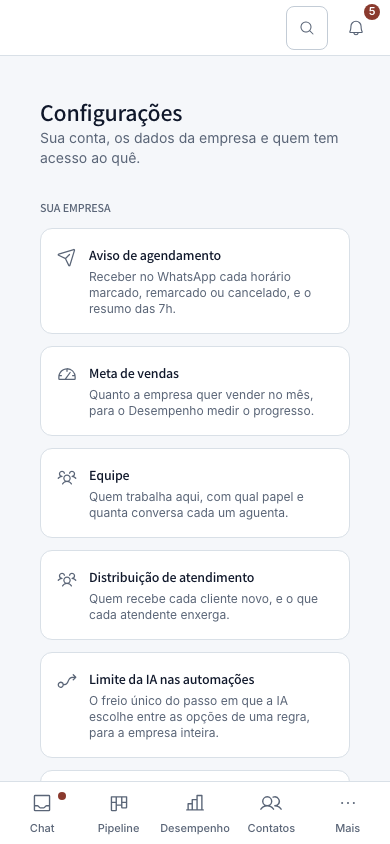 5
Configurações
Sua conta, os dados da empresa e quem tem
acesso ao quê.
SUA EMPRESA
Aviso de agendamento
Receber no WhatsApp cada horário
marcado, remarcado ou cancelado, e o
resumo das 7h.
Meta de vendas
Quanto a empresa quer vender no mês,
para o Desempenho medir o progresso.
Equipe
Quem trabalha aqui, com qual papel e
quanta conversa cada um aguenta.
Distribuição de atendimento
Quem recebe cada cliente novo, e o que
cada atendente enxerga.
Limite da IA nas automações
O freio único do passo em que a IA
escolhe entre as opções de uma regra,
para a empresa inteira.
Chat
Pipeline
Desempenho
Contatos
Mais